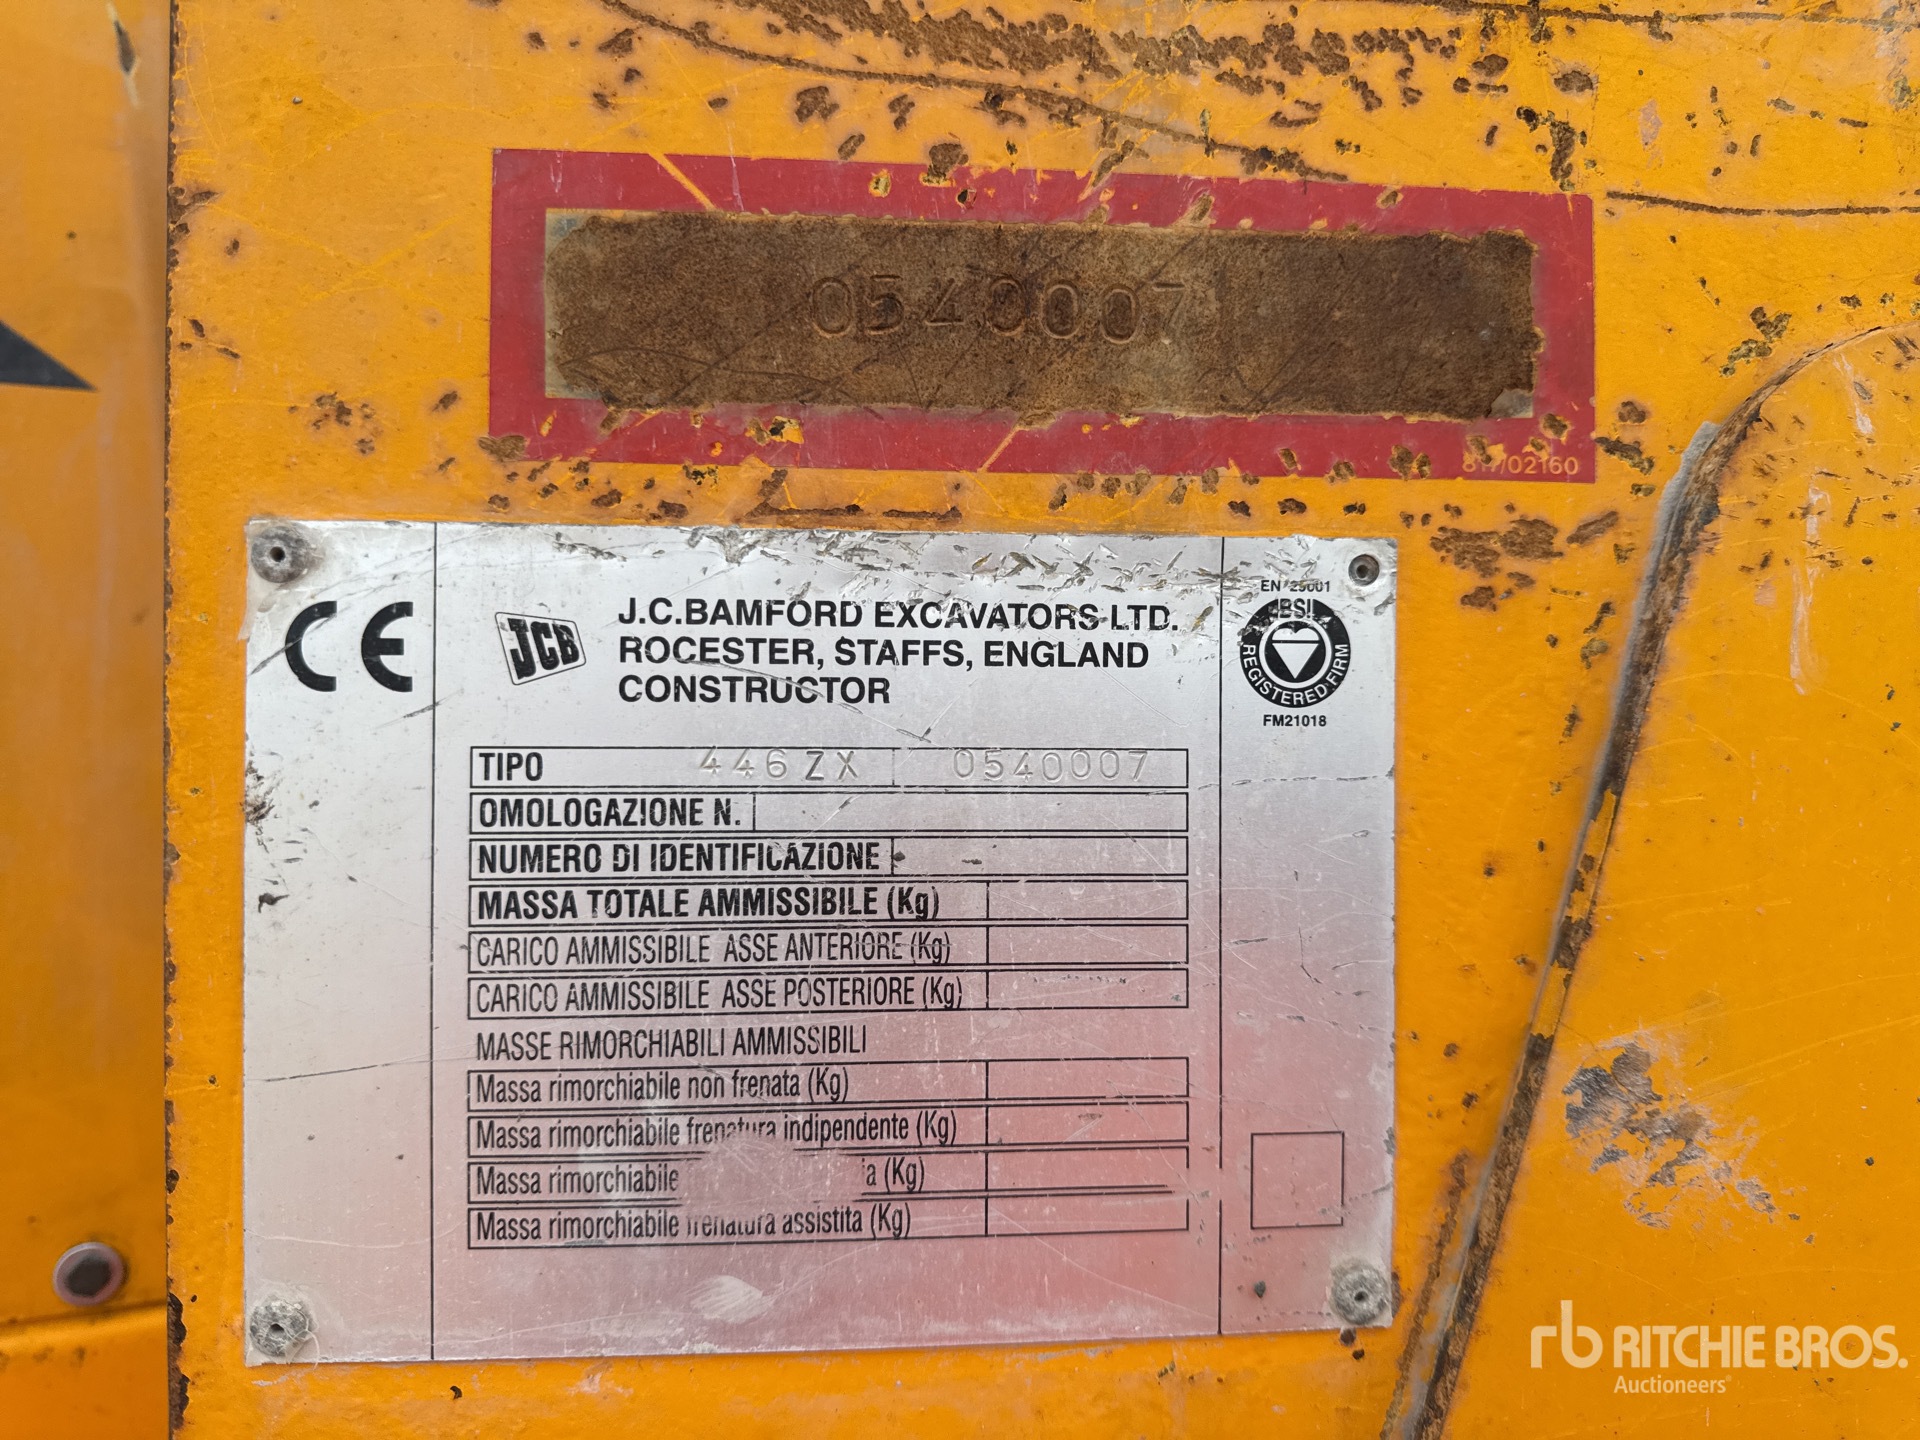 0540007
817/02160
CE
JCB
J.C.BAMFORD EXCAVATORS LTD.
ROCESTER, STAFFS, ENGLAND
CONSTRUCTOR
EN 29001
BSI
REGISTERED FIRM
FM21018
TIPO 446ZX 0540007
OMOLOGAZIONE N.
NUMERO DI IDENTIFICAZIONE
MASSA TOTALE AMMISSIBILE (Kg)
CARICO AMMISSIBILE ASSE ANTERIORE (Kg)
CARICO AMMISSIBILE ASSE POSTERIORE (Kg)
MASSE RIMORCHIABILI AMMISSIBILI
Massa rimorchiabile non frenata (Kg)
Massa rimorchiabile frenatura indipendente (Kg)
Massa rimorchiabile (Kg)
Massa rimorchiabile frenatura assistita (Kg)
rb RITCHIE BROS.
Auctioneers